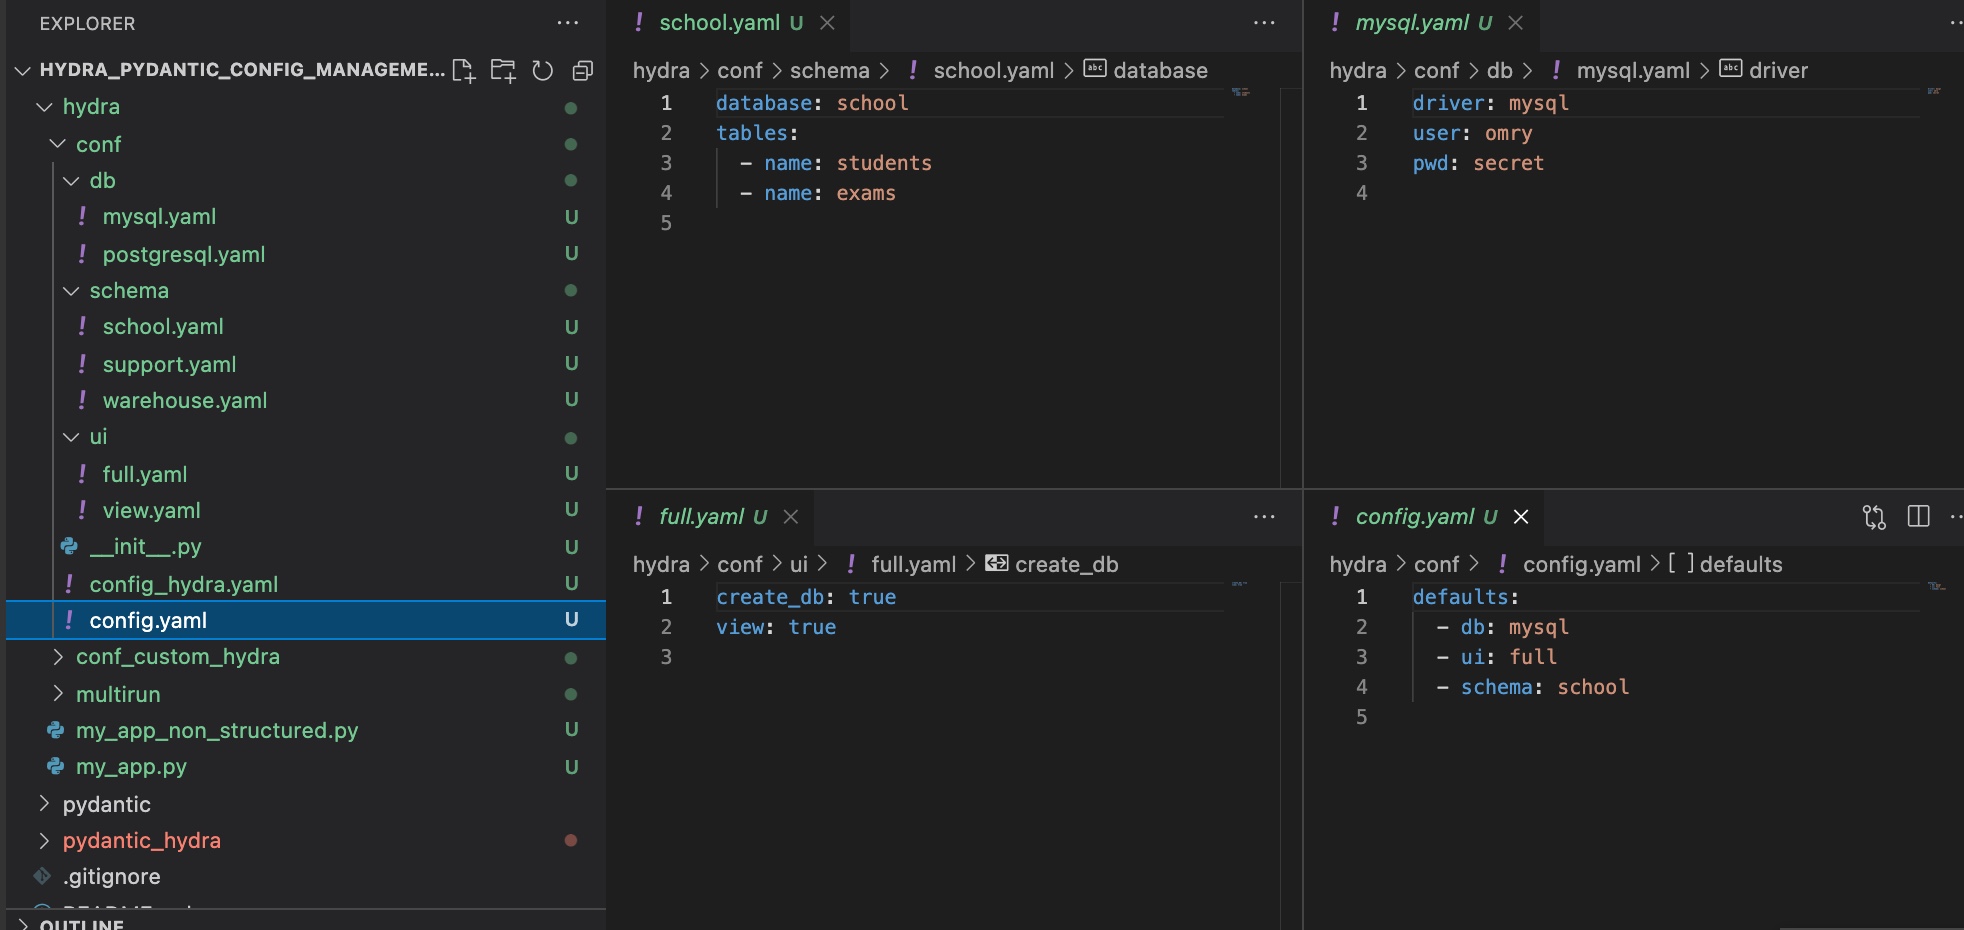 EXPLORER
HYDRA_PYDANTIC_CONFIG_MANAGEME...
hydra
conf
db
! mysql.yaml U
! postgresql.yaml U
schema
! school.yaml U
! support.yaml U
! warehouse.yaml U
ui
! full.yaml U
! view.yaml U
__init__.py U
! config_hydra.yaml U
! config.yaml U
conf_custom_hydra
multirun
my_app_non_structured.py U
my_app.py U
pydantic
pydantic_hydra
.gitignore
OUTLINE
! school.yaml U
hydra > conf > schema > ! school.yaml > abc database
1 database: school
2 tables:
3 - name: students
4 - name: exams
5
! mysql.yaml U
hydra > conf > db > ! mysql.yaml > abc driver
1 driver: mysql
2 user: omry
3 pwd: secret
4
! full.yaml U
hydra > conf > ui > ! full.yaml > create_db
1 create_db: true
2 view: true
3
! config.yaml U
hydra > conf > ! config.yaml > [ ] defaults
1 defaults:
2 - db: mysql
3 - ui: full
4 - schema: school
5